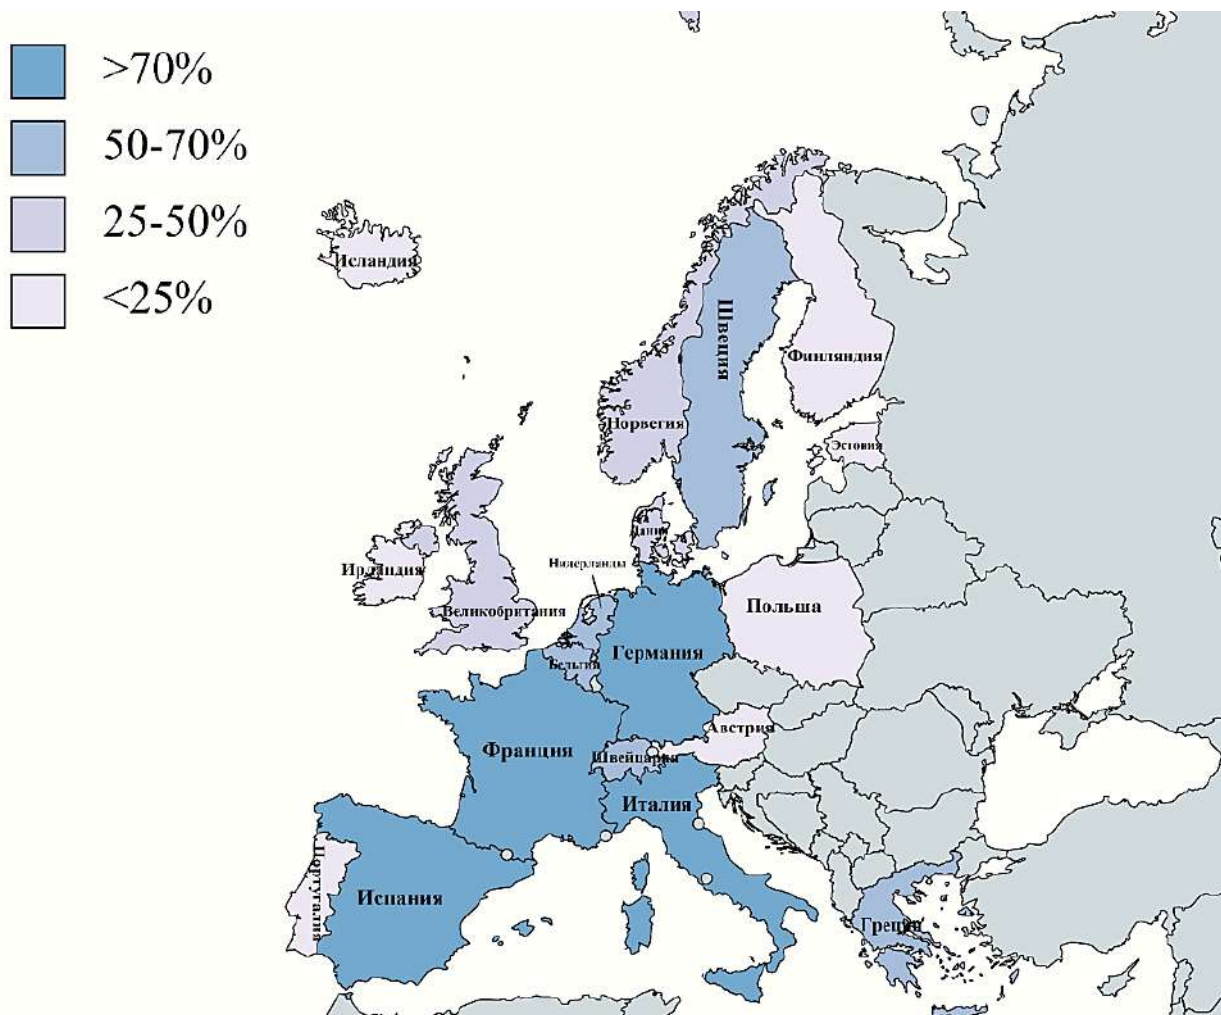 >70%
50-70%
25-50%
<25%
Исландия
Швеция
Финляндия
Норвегия
Эстония
Дания
Нидерланды
Ирландия
Великобритания
Польша
Германия
Бельгия
Австрия
Франция
Швейцария
Италия
Португалия
Испания
Греция